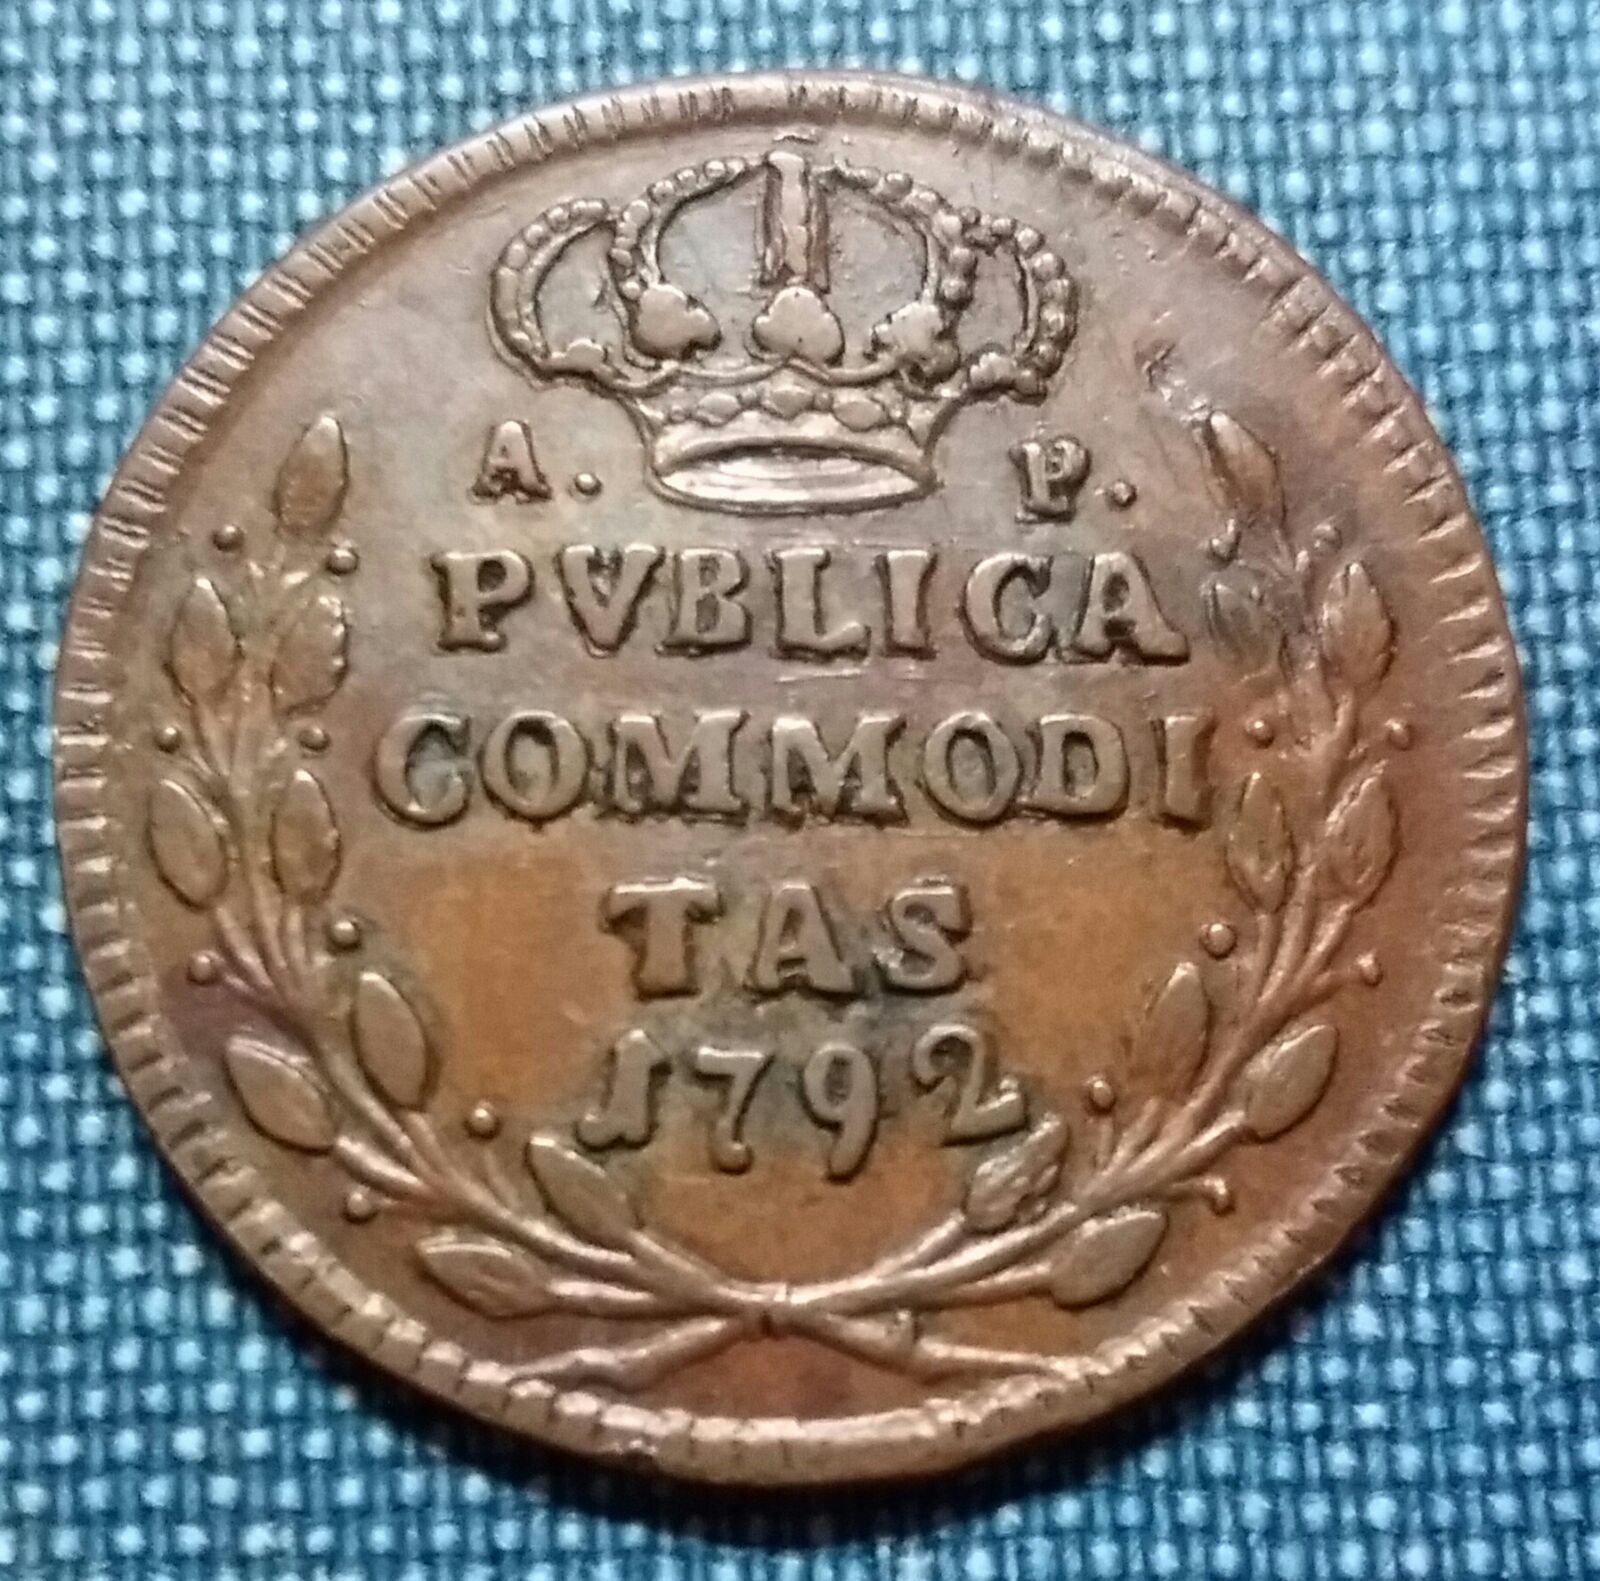 A. P.
PVBLICA
COMMODI
TAS
1792